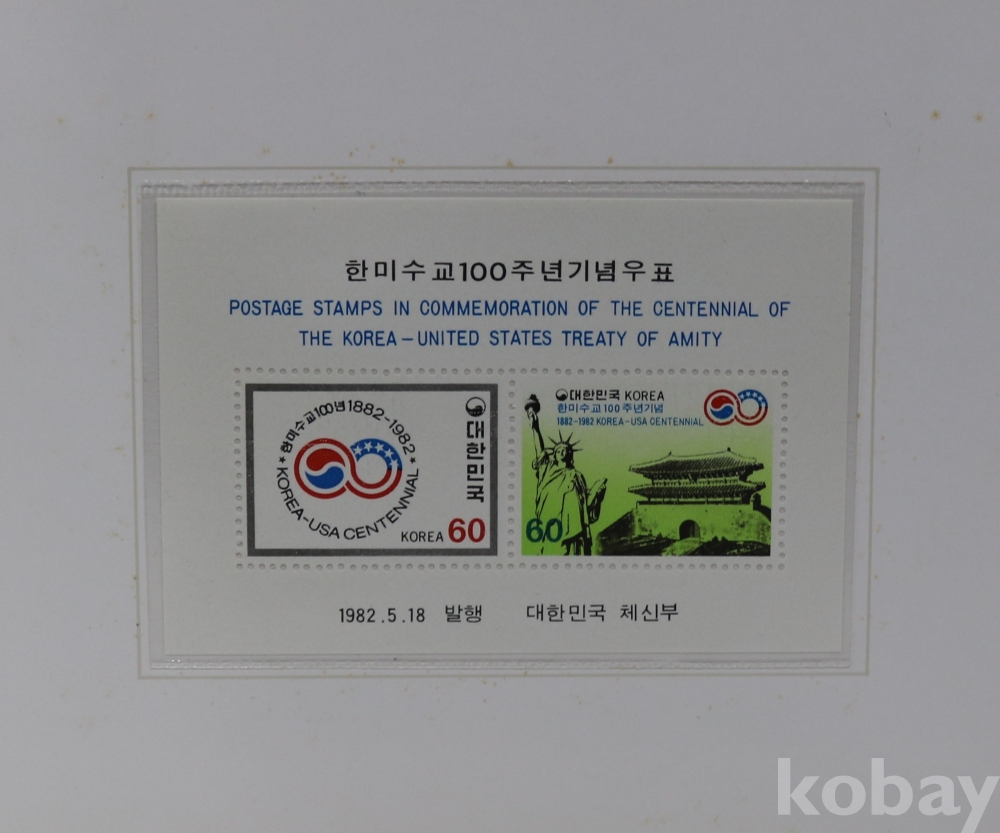 한미수교100주년기념우표
POSTAGE STAMPS IN COMMEMORATION OF THE CENTENNIAL OF
THE KOREA-UNITED STATES TREATY OF AMITY
한미수교100년1882-1982
KOREA-USA CENTENNIAL
대한민국
KOREA 60
대한민국 KOREA
한미수교100주년기념
1882-1982 KOREA-USA CENTENNIAL
60
1982.5.18 발행 대한민국 체신부
kobay